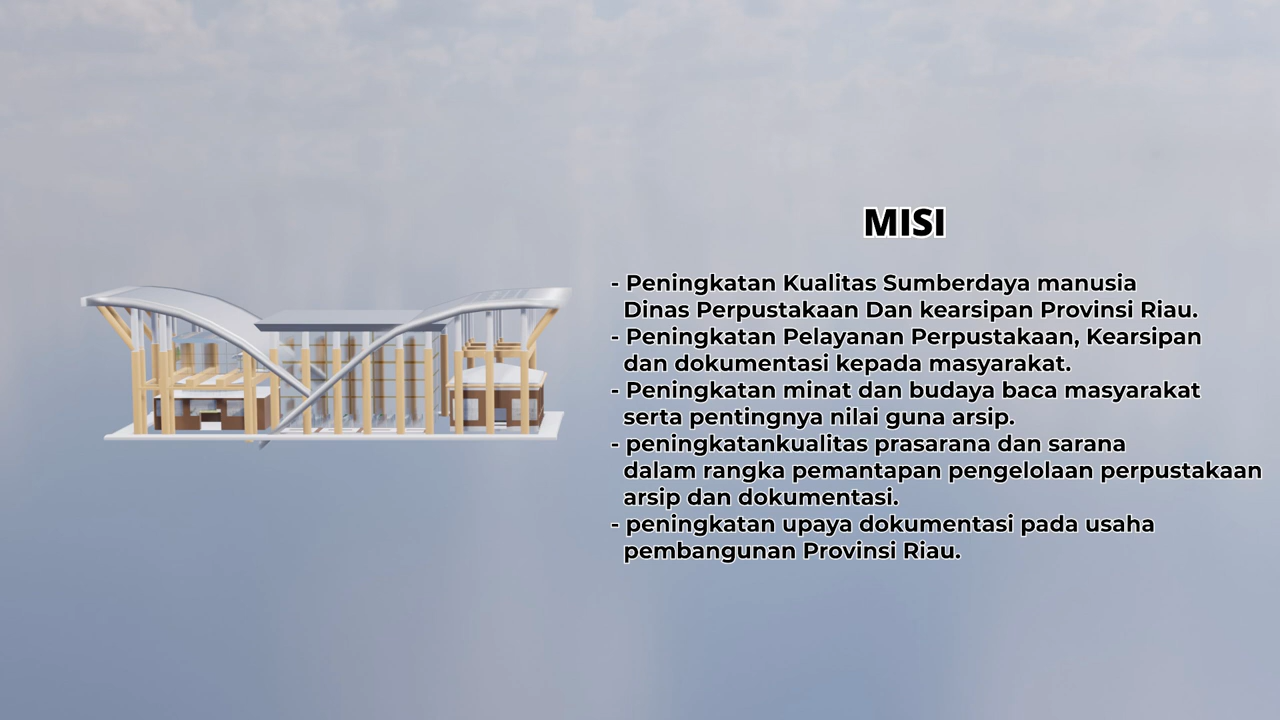 MISI
- Peningkatan Kualitas Sumberdaya manusia
Dinas Perpustakaan Dan kearsipan Provinsi Riau.
- Peningkatan Pelayanan Perpustakaan, Kearsipan
dan dokumentasi kepada masyarakat.
- Peningkatan minat dan budaya baca masyarakat
serta pentingnya nilai guna arsip.
- peningkatankualitas prasarana dan sarana
dalam rangka pemantapan pengelolaan perpustakaan
arsip dan dokumentasi.
- peningkatan upaya dokumentasi pada usaha
pembangunan Provinsi Riau.